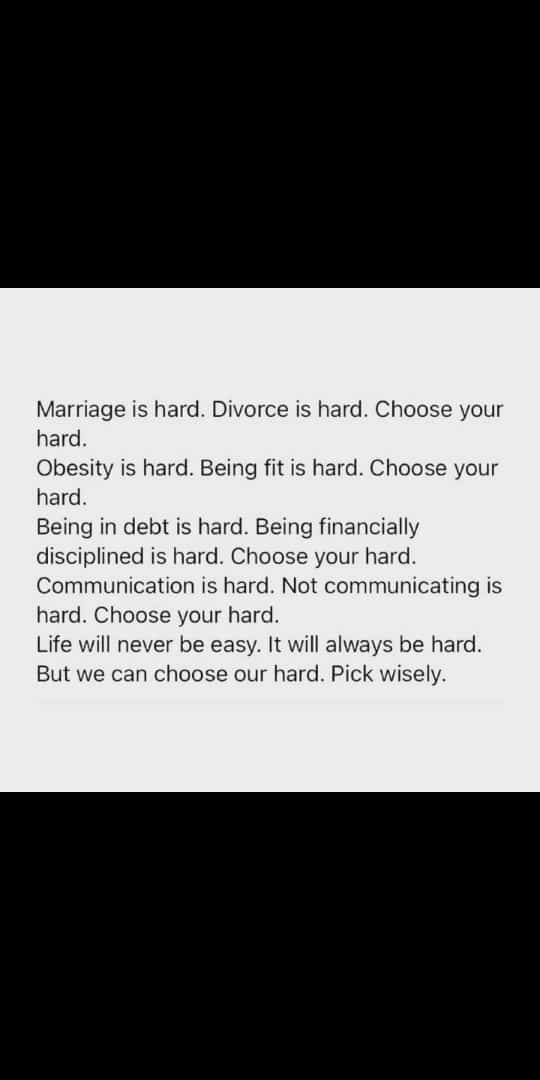 Marriage is hard. Divorce is hard. Choose your
hard.
Obesity is hard. Being fit is hard. Choose your
hard.
Being in debt is hard. Being financially
disciplined is hard. Choose your hard.
Communication is hard. Not communicating is
hard. Choose your hard.
Life will never be easy. It will always be hard.
But we can choose our hard. Pick wisely.